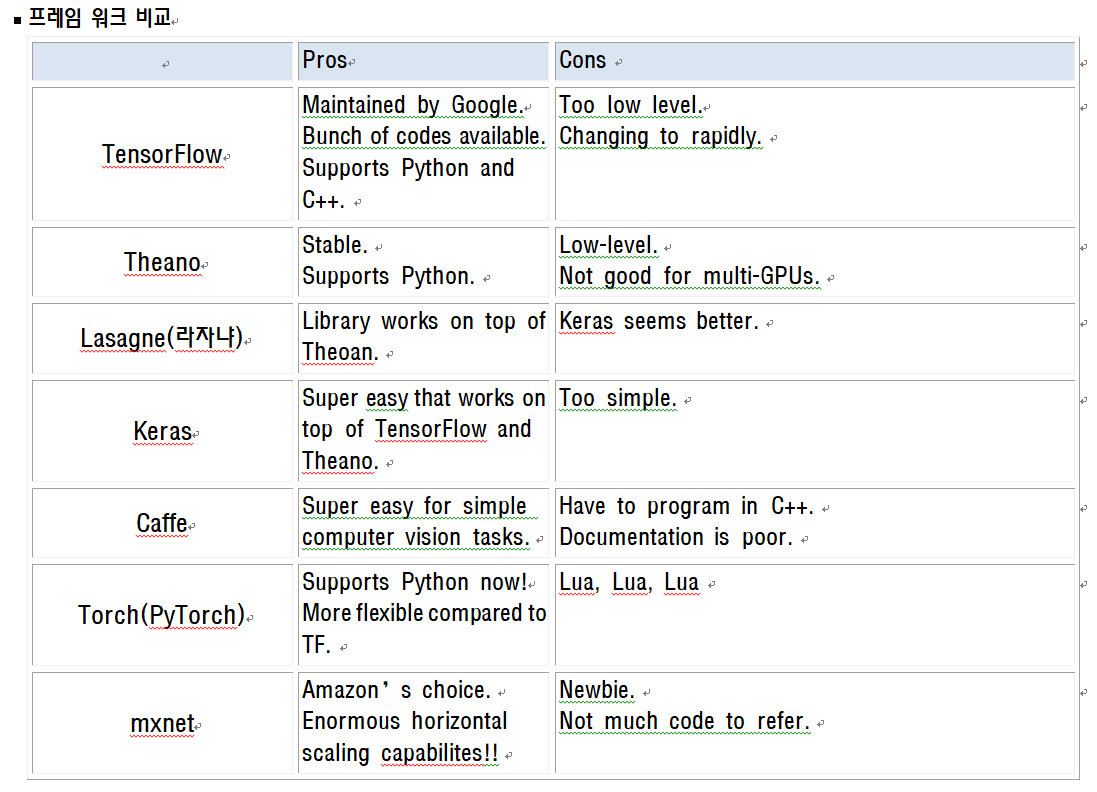 프레임 워크 비교
Pros
Cons
TensorFlow
Maintained by Google.
Bunch of codes available.
Supports Python and
C++.
Too low level.
Changing to rapidly.
Theano
Stable.
Supports Python.
Low-level.
Not good for multi-GPUs.
Lasagne(라자냐)
Library works on top of
Theoan.
Keras seems better.
Keras
Super easy that works on
top of TensorFlow and
Theano.
Too simple.
Caffe
Super easy for simple
computer vision tasks.
Have to program in C++.
Documentation is poor.
Torch(PyTorch)
Supports Python now!
More flexible compared to
TF.
Lua, Lua, Lua
mxnet
Amazon’s choice.
Enormous horizontal
scaling capabilites!!
Newbie.
Not much code to refer.